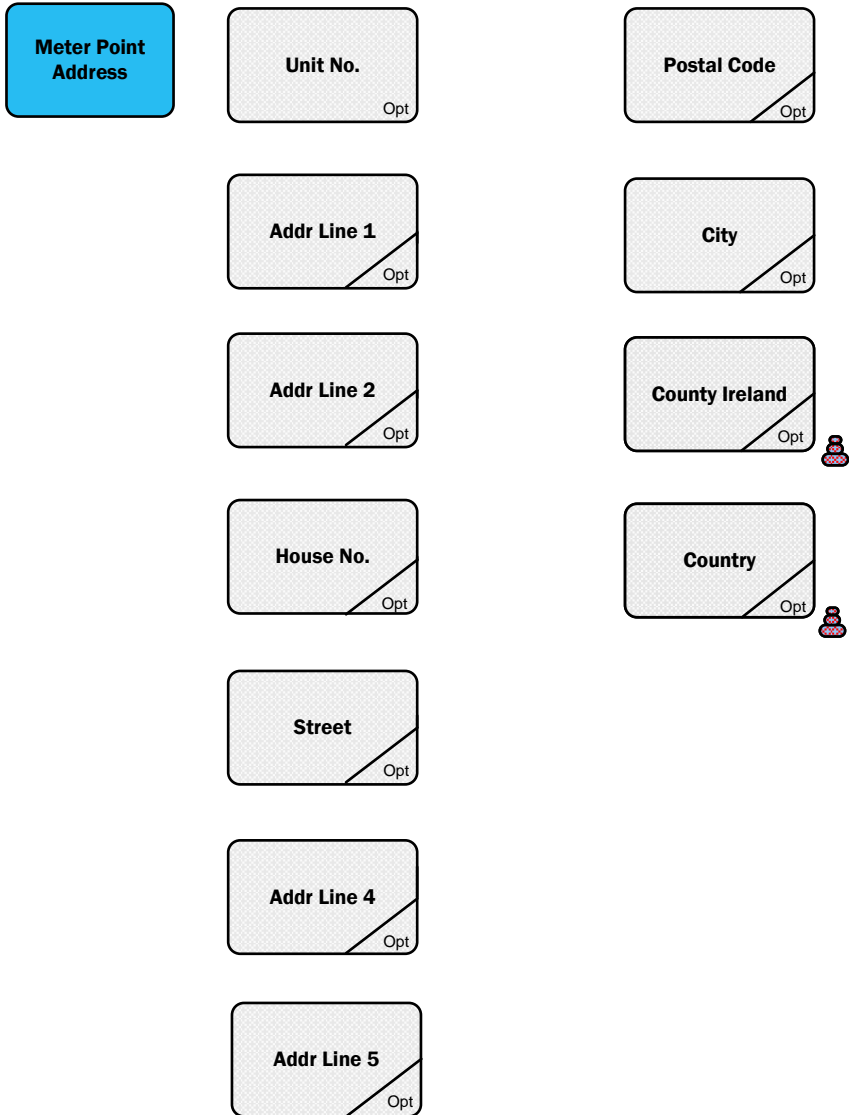 Meter Point
Address
Unit No.
Opt
Postal Code
Opt
Addr Line 1
Opt
City
Opt
Addr Line 2
Opt
County Ireland
Opt
House No.
Opt
Country
Opt
Street
Opt
Addr Line 4
Opt
Addr Line 5
Opt